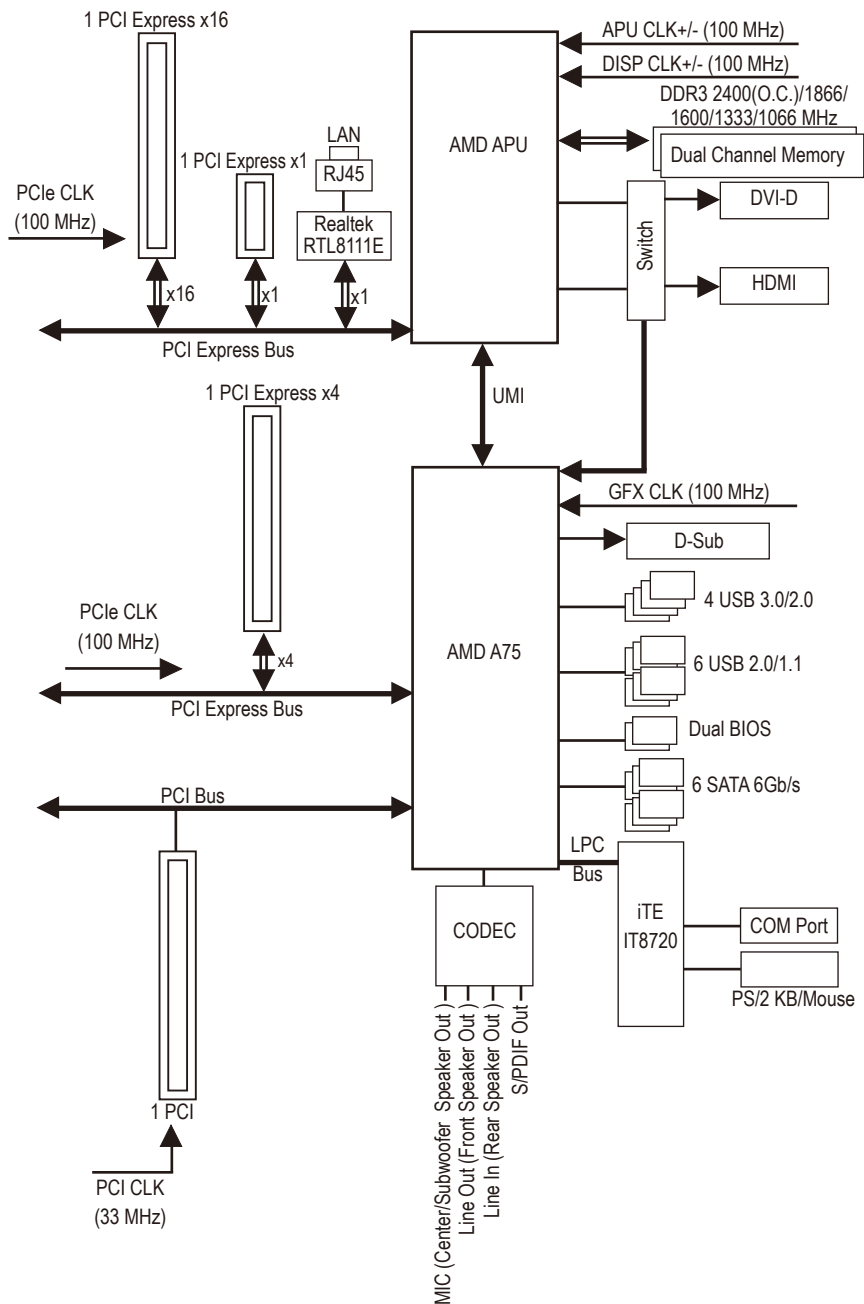 1 PCI Express x16
APU CLK+/- (100 MHz)
DISP CLK+/- (100 MHz)
DDR3 2400(O.C.)/1866/
1600/1333/1066 MHz
Dual Channel Memory
AMD APU
LAN
RJ45
1 PCI Express x1
Realtek
RTL8111E
PCIe CLK
(100 MHz)
Switch
DVI-D
HDMI
x16
x1
x1
PCI Express Bus
UMI
1 PCI Express x4
GFX CLK (100 MHz)
D-Sub
4 USB 3.0/2.0
AMD A75
PCIe CLK
(100 MHz)
x4
6 USB 2.0/1.1
PCI Express Bus
Dual BIOS
6 SATA 6Gb/s
PCI Bus
LPC
Bus
iTE
IT8720
CODEC
COM Port
PS/2 KB/Mouse
MIC (Center/Subwoofer Speaker Out )
Line Out (Front Speaker Out )
Line In (Rear Speaker Out )
S/PDIF Out
1 PCI
PCI CLK
(33 MHz)